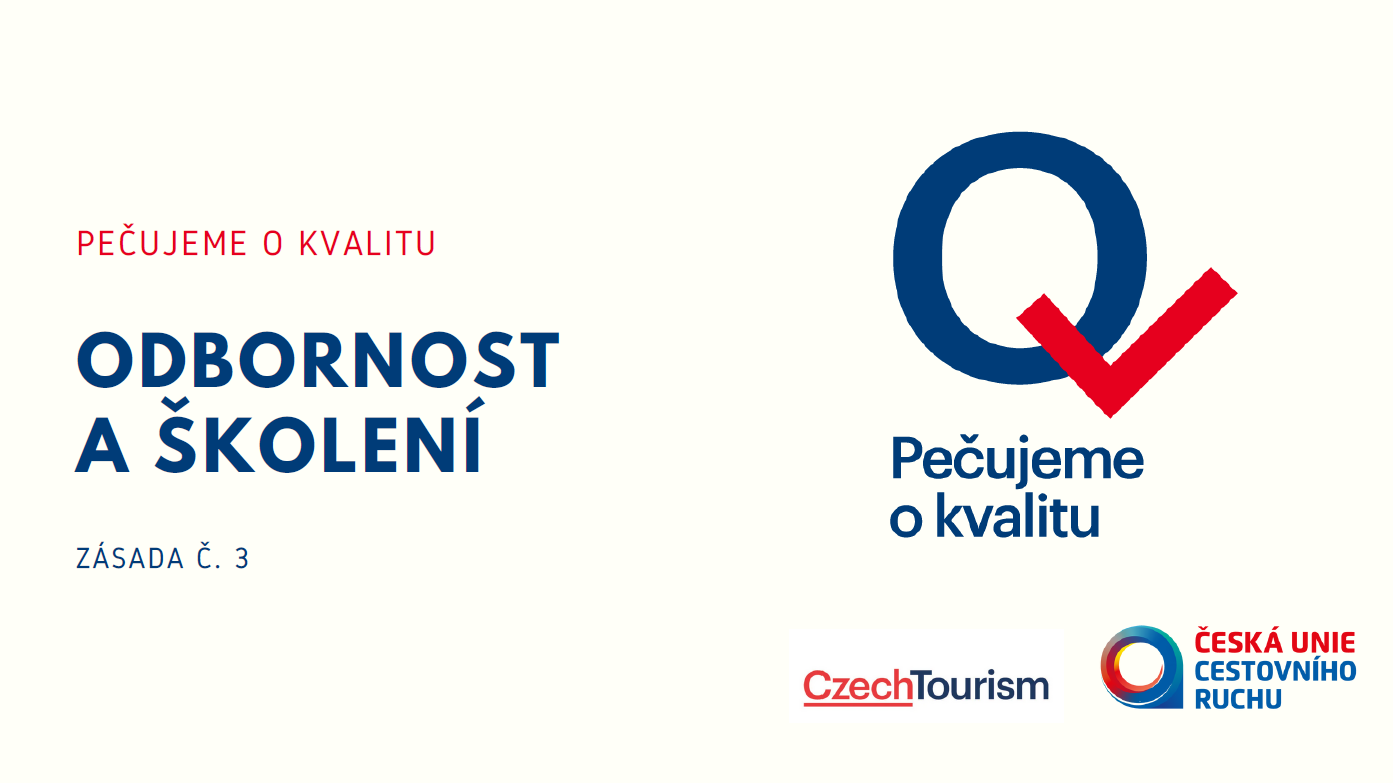 PEČUJEME O KVALITU
ODBORNOST
A ŠKOLENÍ
ZÁSADA Č. 3
Pečujeme
o kvalitu
CzechTourism
ČESKÁ UNIE
CESTOVNÍHO
RUCHU